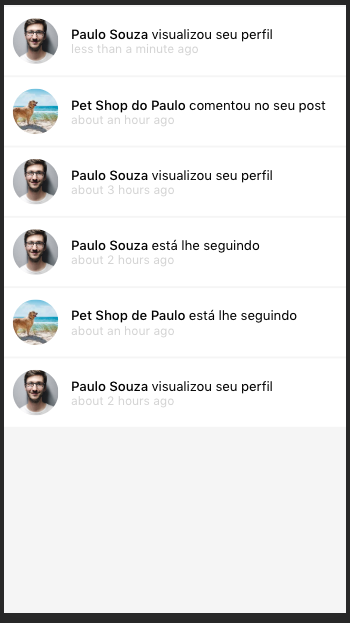 Paulo Souza visualizou seu perfil
less than a minute ago
Pet Shop do Paulo comentou no seu post
about an hour ago
Paulo Souza visualizou seu perfil
about 3 hours ago
Paulo Souza está lhe seguindo
about 2 hours ago
Pet Shop de Paulo está lhe seguindo
about an hour ago
Paulo Souza visualizou seu perfil
about 2 hours ago